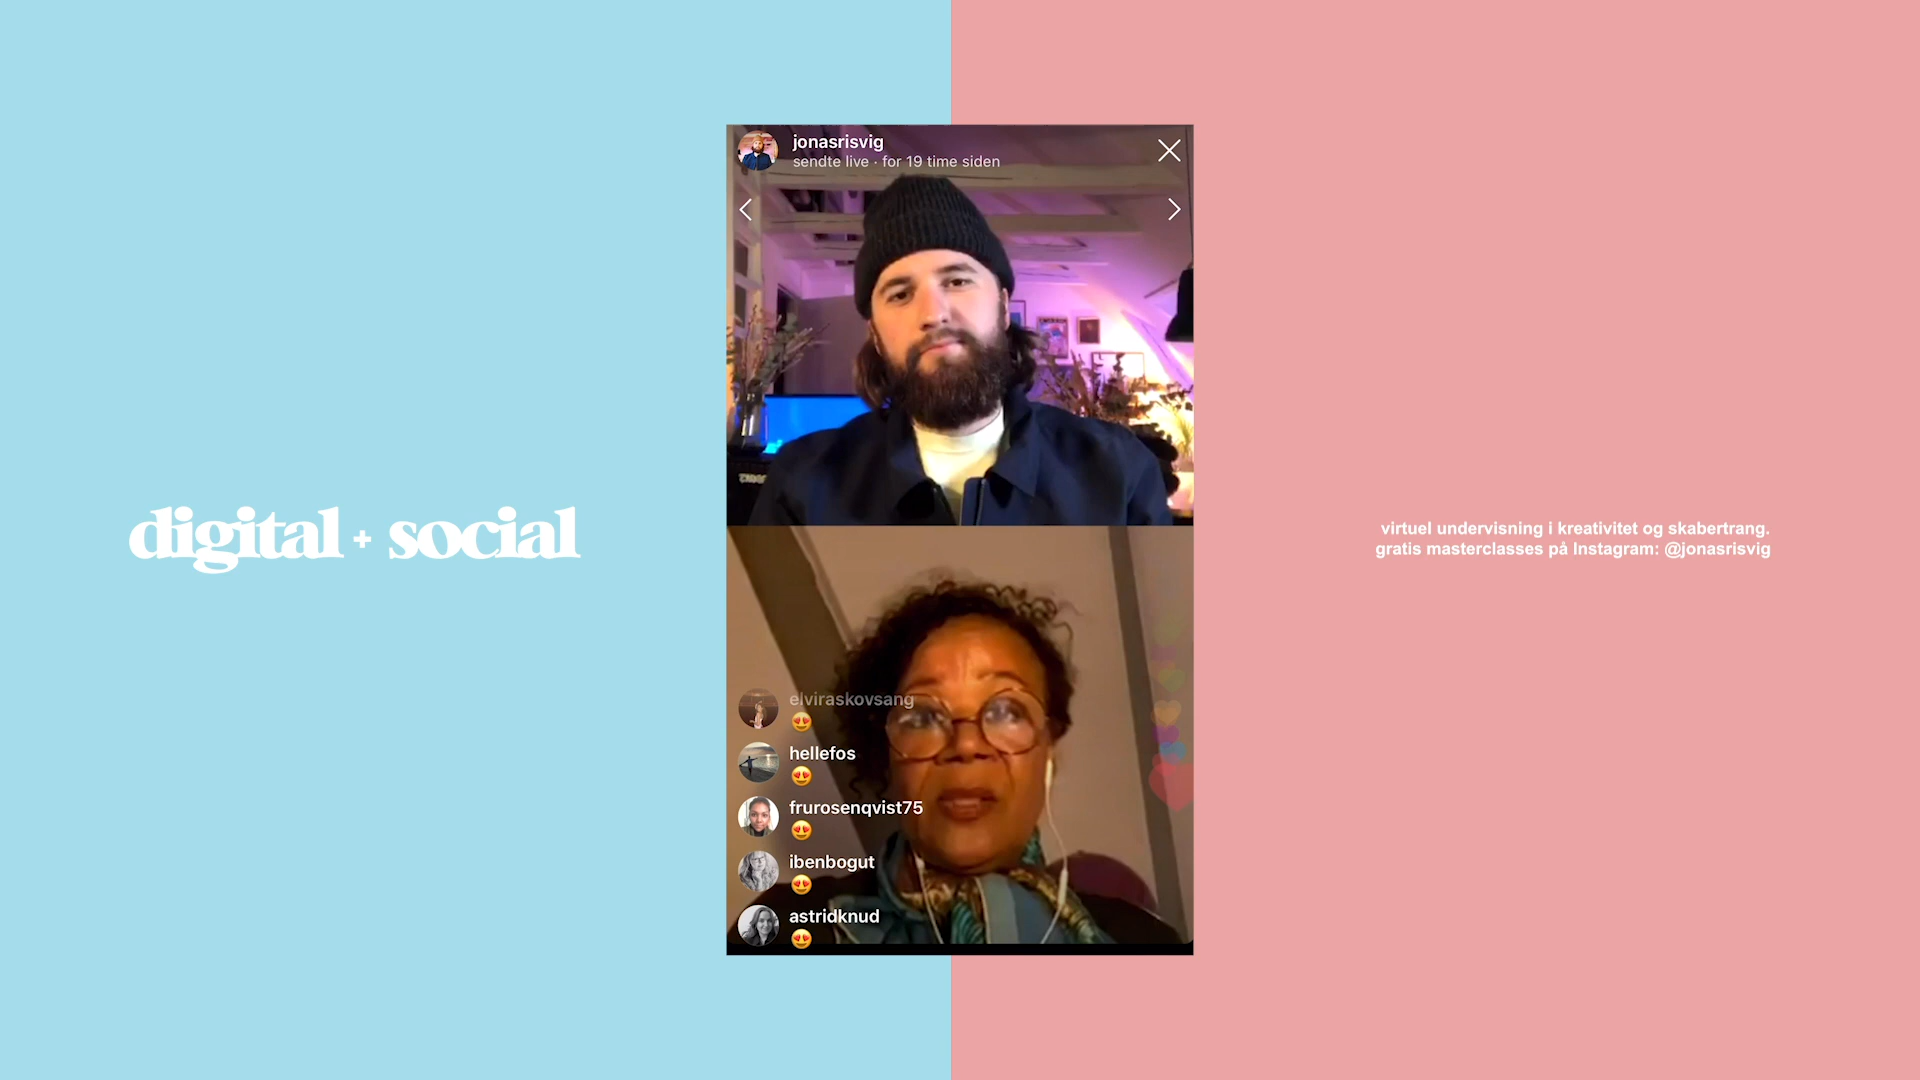 jonasrisvig
sendte live · for 19 time siden
digital + social
virtuel undervisning i kreativitet og skabertrang.
gratis masterclasses på Instagram: @jonasrisvig
elviraskovsang
😍
hellefos
😍
frurosenqvist75
😍
ibenbogut
😍
astridknud
😍